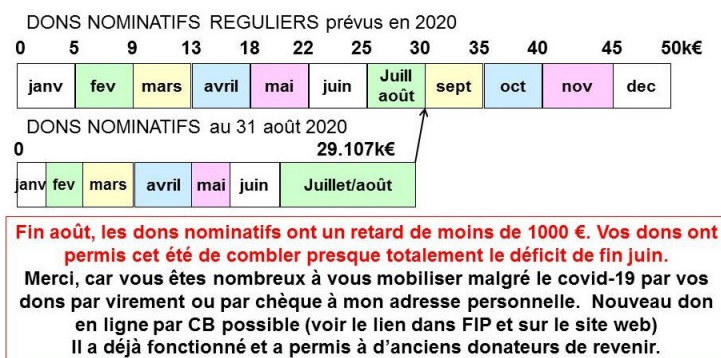 DONS NOMINATIFS REGULIERS prévus en 2020
0 5 9 13 18 22 25 30 35 40 45 50k€
janv fev mars avril mai juin Juill août sept oct nov dec
DONS NOMINATIFS au 31 août 2020
0 29.107k€
janv fev mars avril mai juin Juillet/août
Fin août, les dons nominatifs ont un retard de moins de 1000 €. Vos dons ont
permis cet été de combler presque totalement le déficit de fin juin.
Merci, car vous êtes nombreux à vous mobiliser malgré le covid-19 par vos
dons par virement ou par chèque à mon adresse personnelle. Nouveau don
en ligne par CB possible (voir le lien dans FIP et sur le site web)
Il a déjà fonctionné et a permis à d'anciens donateurs de revenir.